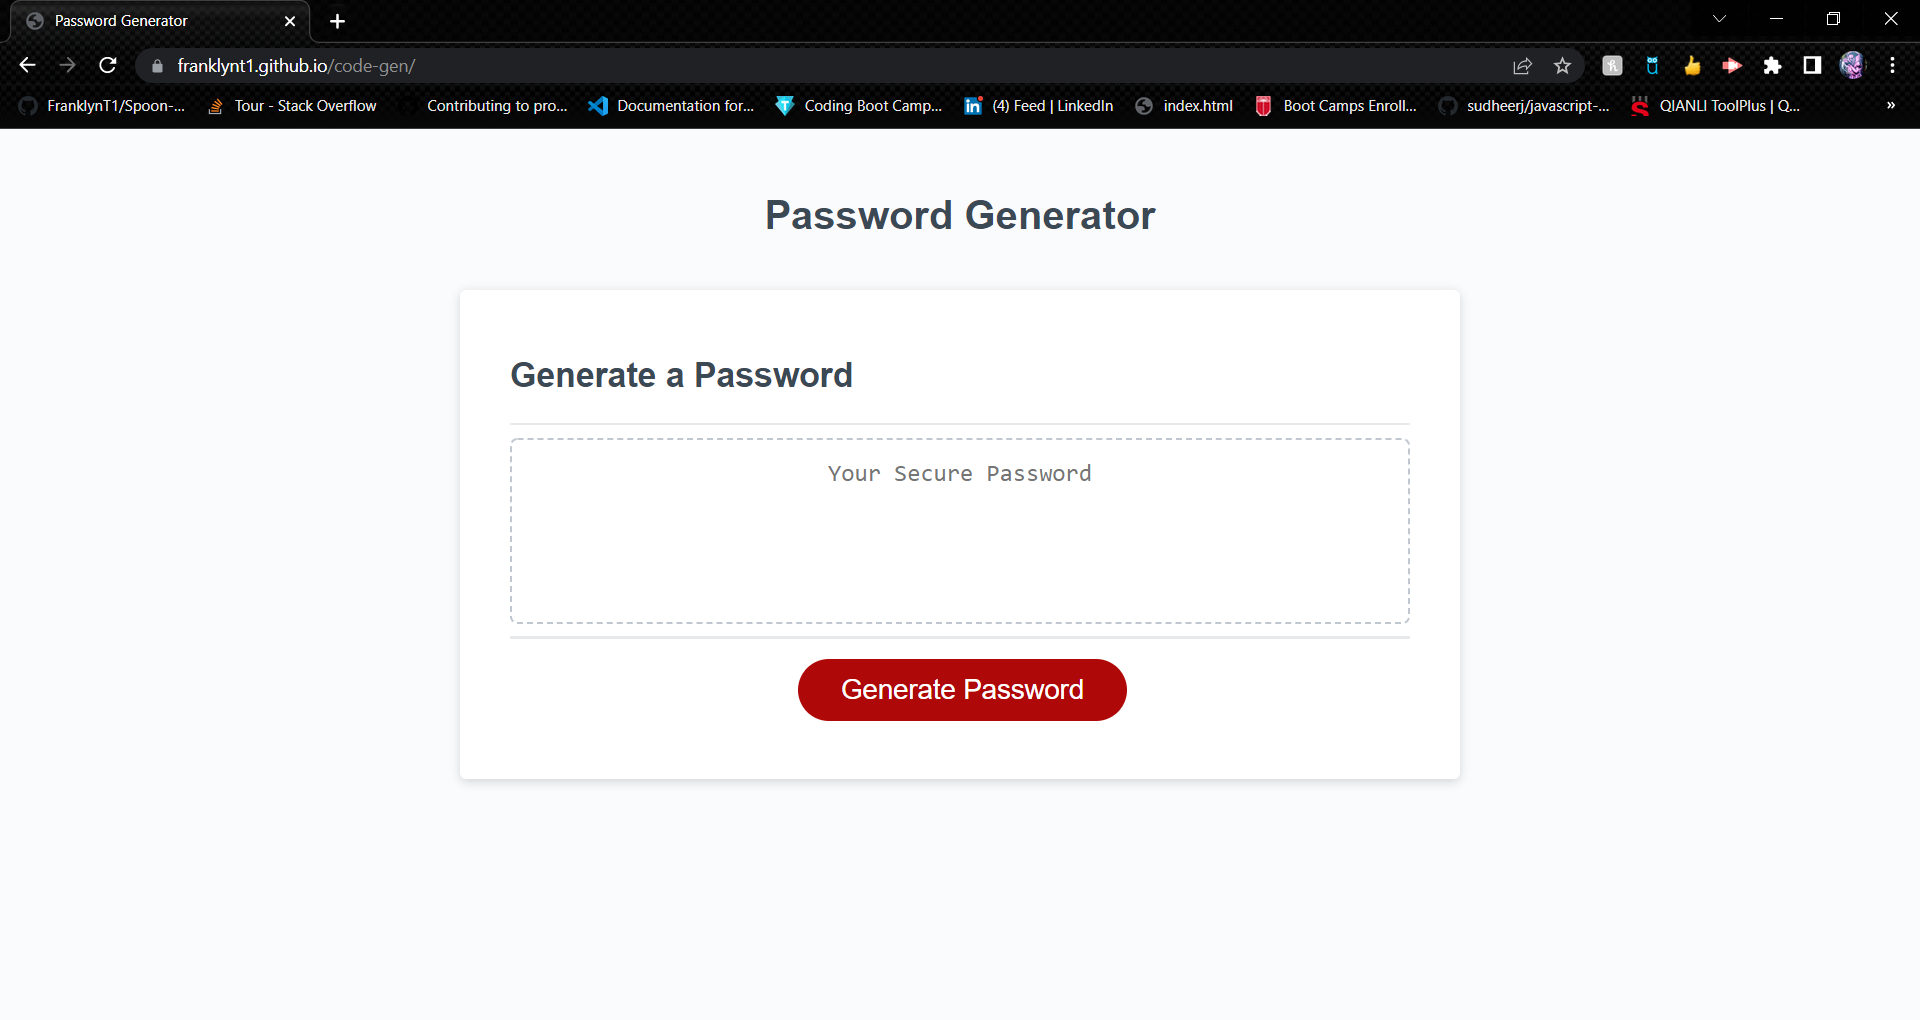 Password Generator
franklynt1.github.io/code-gen/
FranklynT1/Spoon-... Tour - Stack Overflow Contributing to pro... Documentation for... Coding Boot Camp... (4) Feed | LinkedIn index.html Boot Camps Enroll... sudheerj/javascript-... QIANLI ToolPlus | Q... »
Password Generator
Generate a Password
Your Secure Password
Generate Password